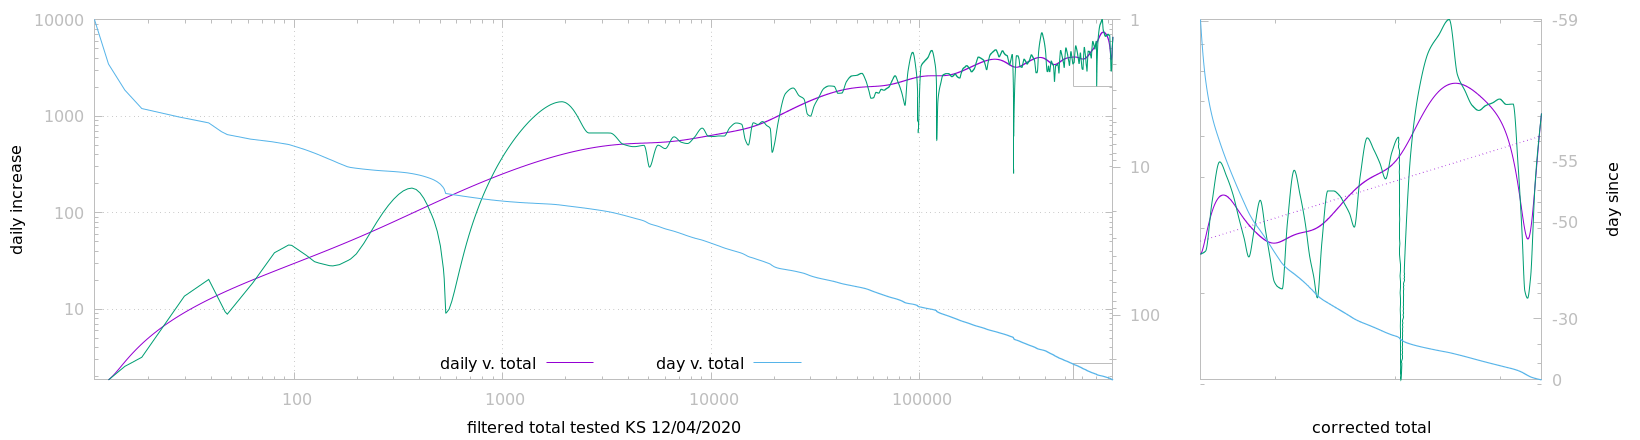 10000
1000
100
10
daily increase
100
1000
10000
100000
1
10
100
daily v. total
day v. total
filtered total tested KS 12/04/2020
-59
-55
-50
-30
0
day since
corrected total